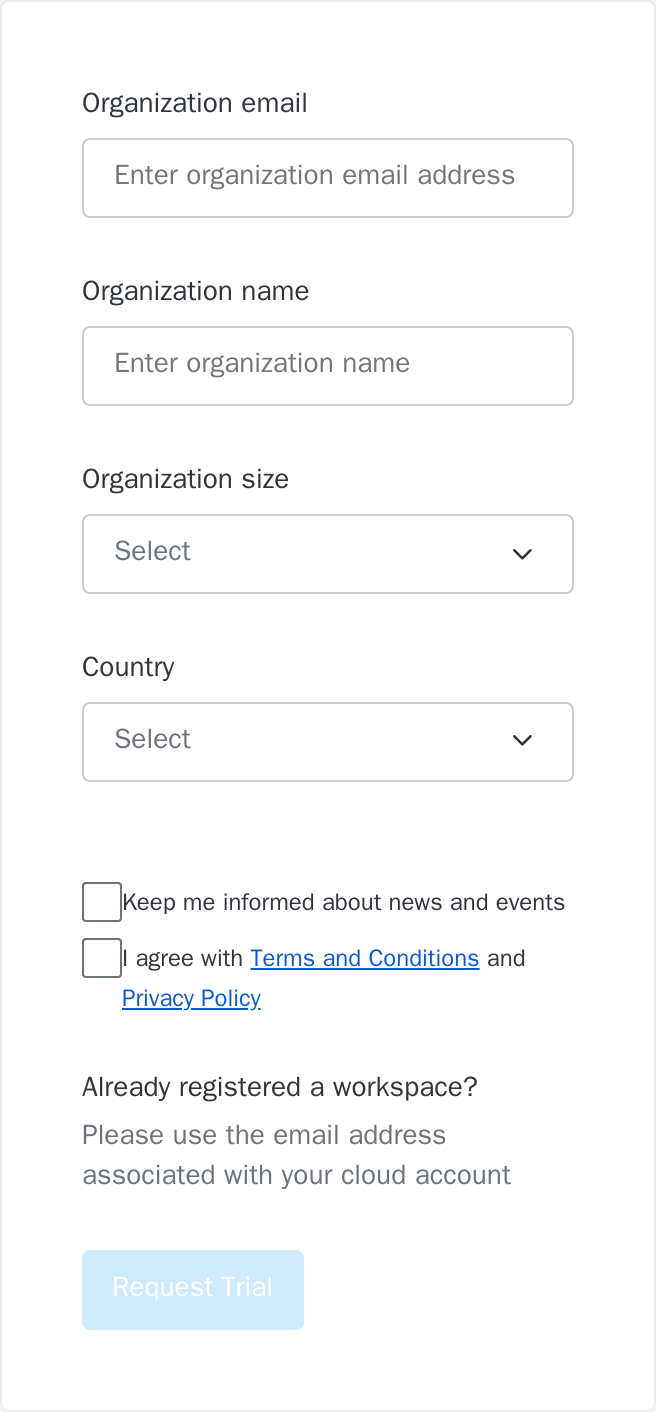 Organization email
Enter organization email address
Organization name
Enter organization name
Organization size
Select
Country
Select
Keep me informed about news and events
I agree with Terms and Conditions and
Privacy Policy
Already registered a workspace?
Please use the email address
associated with your cloud account
Request Trial